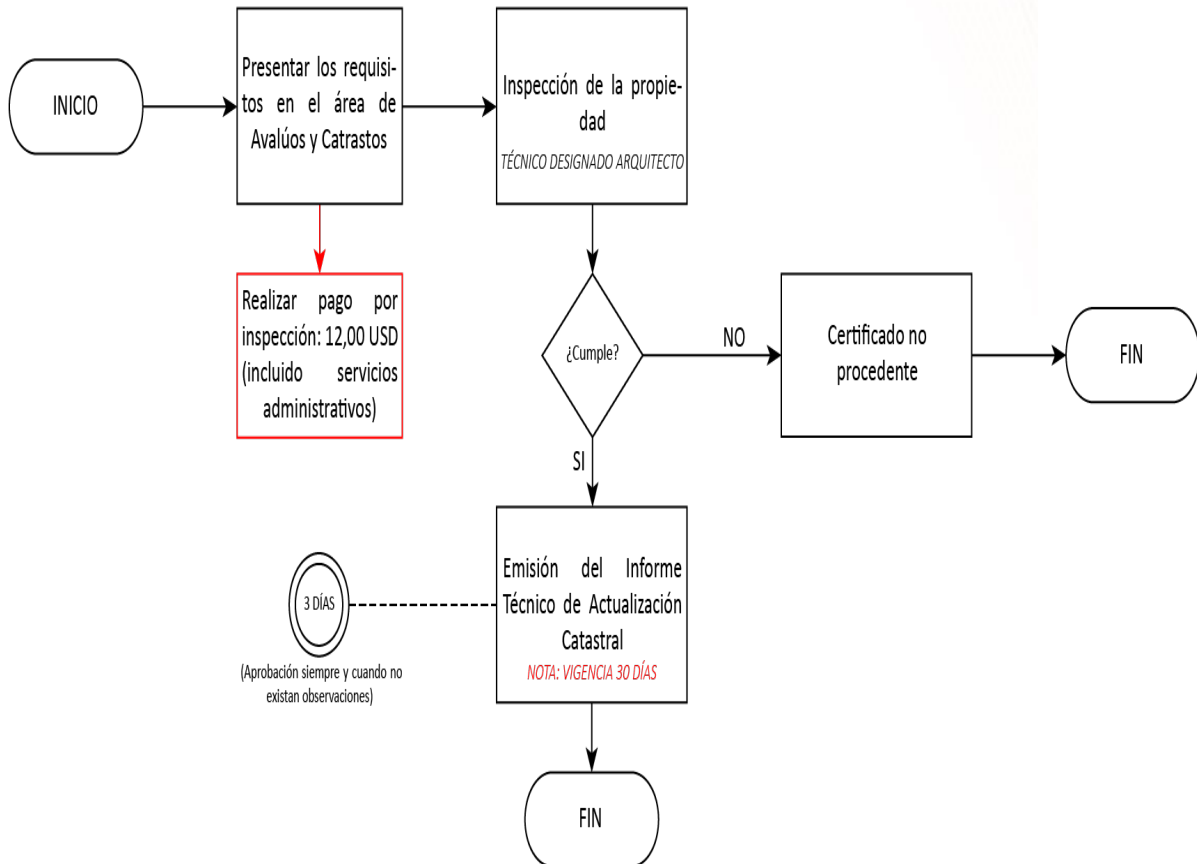 INICIO
Presentar los requisi-
tos en el área de
Avalúos y Catrastos
Inspección de la propie-
dad
TÉCNICO DESIGNADO ARQUITECTO
Realizar pago por
inspección: 12,00 USD
(incluido servicios
administrativos)
¿Cumple?
NO
Certificado no
procedente
FIN
SI
Emisión del Informe
Técnico de Actualización
Catastral
NOTA: VIGENCIA 30 DÍAS
3 DÍAS
(Aprobación siempre y cuando no
existan observaciones)
FIN